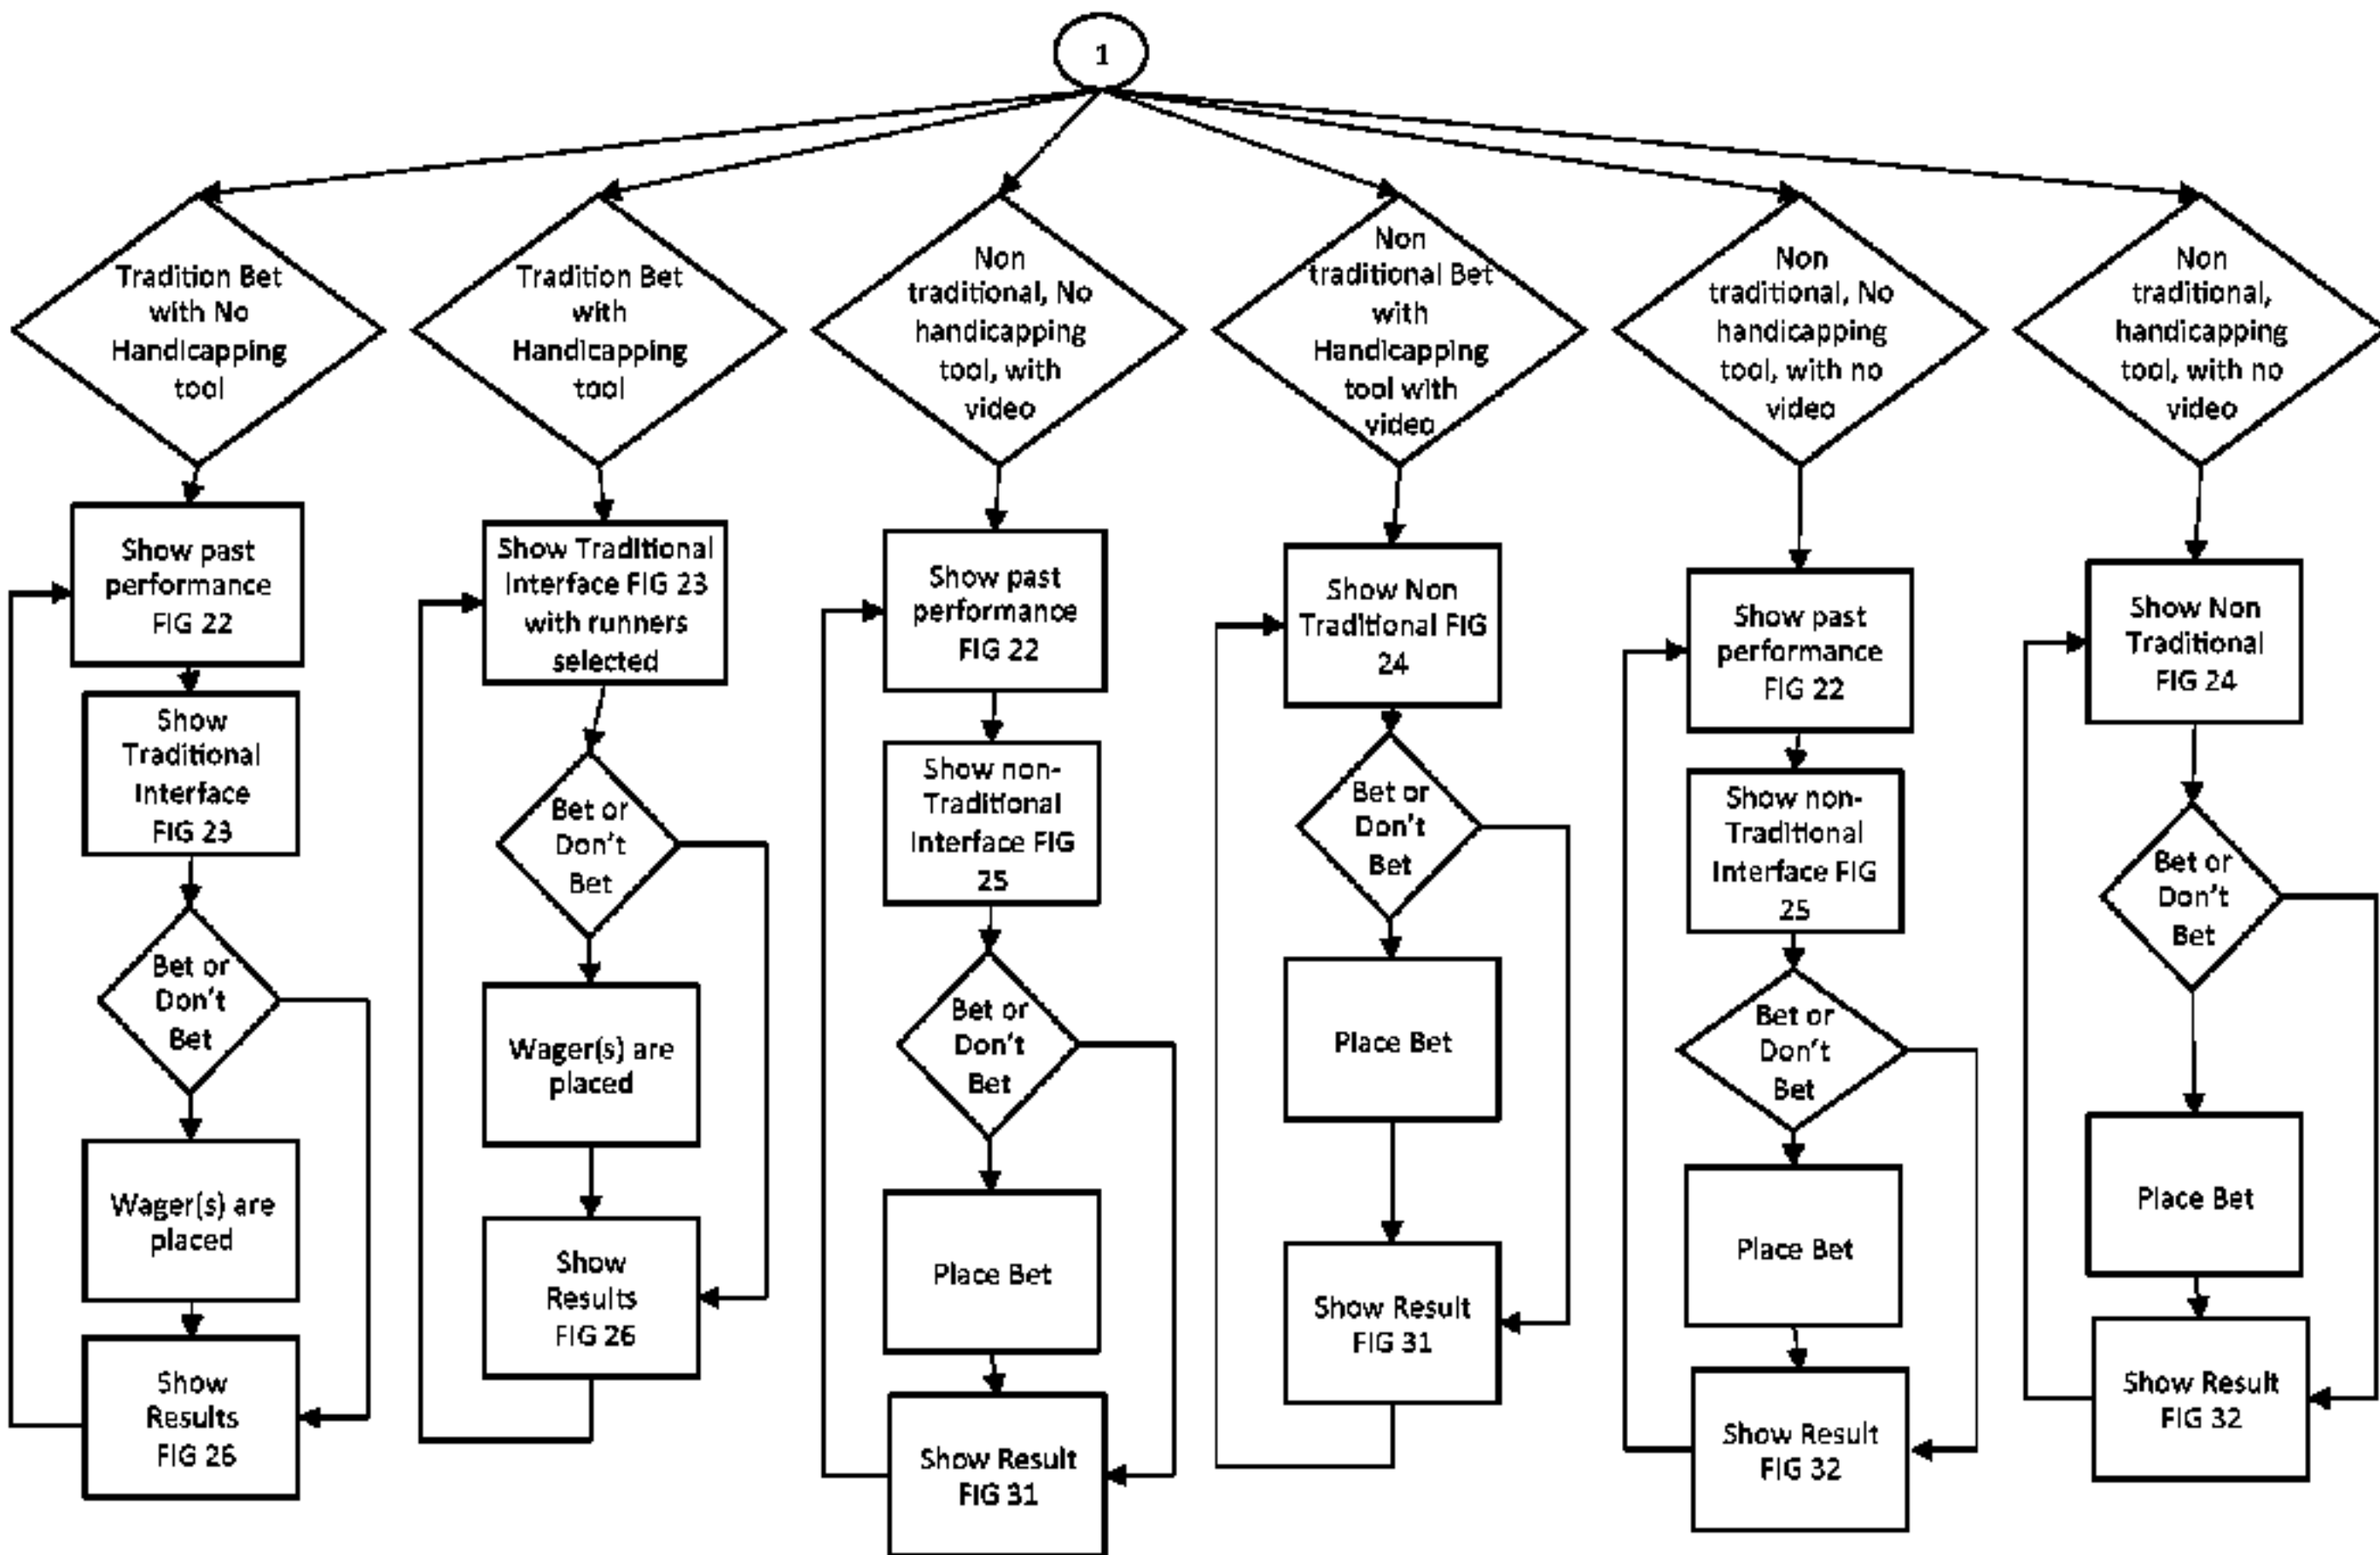 1
Tradition Bet
with No
Handicapping
tool
Show past
performance
FIG 22
Show
Traditional
Interface
FIG 23
Bet or
Don't
Bet
Wager(s) are
placed
Show
Results
FIG 26
Tradition Bet
with
Handicapping
tool
Show Traditional
Interface FIG 23
with runners
selected
Bet or
Don't
Bet
Wager(s) are
placed
Show
Results
FIG 26
Non
traditional, No
handicapping
tool, with
video
Show past
performance
FIG 22
Show non-
Traditional
Interface FIG
25
Bet or
Don't
Bet
Place Bet
Show Result
FIG 31
Non
traditional Bet
with
Handicapping
tool with
video
Show Non
Traditional FIG
24
Bet or
Don't
Bet
Place Bet
Show Result
FIG 31
Non
traditional, No
handicapping
tool, with no
video
Show past
performance
FIG 22
Show non-
Traditional
Interface FIG
25
Bet or
Don't
Bet
Place Bet
Show Result
FIG 32
Non
traditional,
handicapping
tool, with no
video
Show Non
Traditional
FIG 24
Bet or
Don't
Bet
Place Bet
Show Result
FIG 32